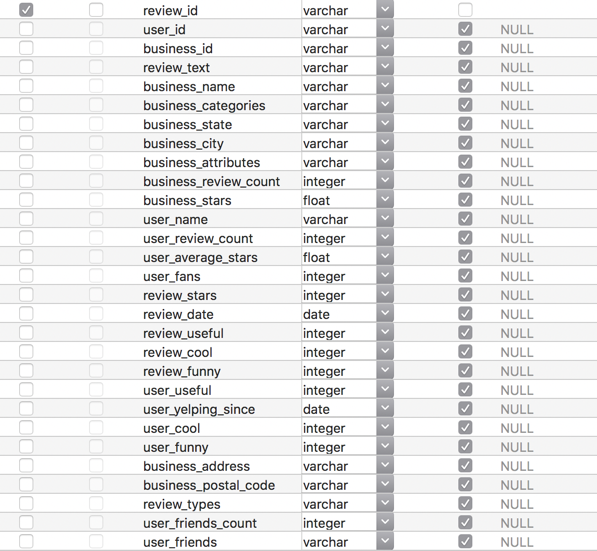 review_id varchar
user_id varchar NULL
business_id varchar NULL
review_text varchar NULL
business_name varchar NULL
business_categories varchar NULL
business_state varchar NULL
business_city varchar NULL
business_attributes varchar NULL
business_review_count integer NULL
business_stars float NULL
user_name varchar NULL
user_review_count integer NULL
user_average_stars float NULL
user_fans integer NULL
review_stars integer NULL
review_date date NULL
review_useful integer NULL
review_cool integer NULL
review_funny integer NULL
user_useful integer NULL
user_yelping_since date NULL
user_cool integer NULL
user_funny integer NULL
business_address varchar NULL
business_postal_code varchar NULL
review_types varchar NULL
user_friends_count integer NULL
user_friends varchar NULL